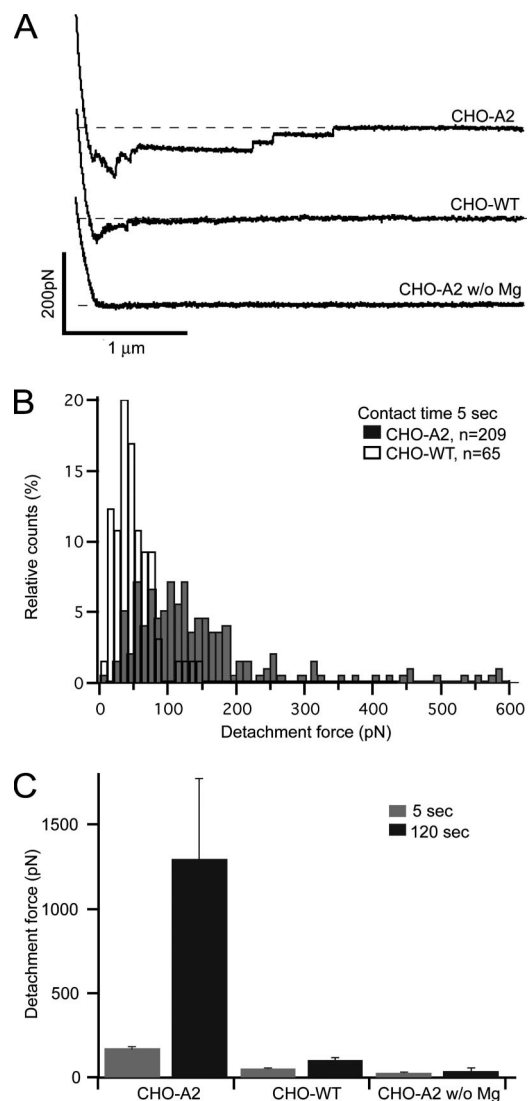 A
CHO-A2
CHO-WT
CHO-A2 w/o Mg
200pN
1 μm
B
Contact time 5 sec
CHO-A2, n=209
CHO-WT, n=65
20
15
10
5
0
Relative counts (%)
0 100 200 300 400 500 600
Detachment force (pN)
C
5 sec
120 sec
1500
1000
500
0
Detachment force (pN)
CHO-A2 CHO-WT CHO-A2 w/o Mg